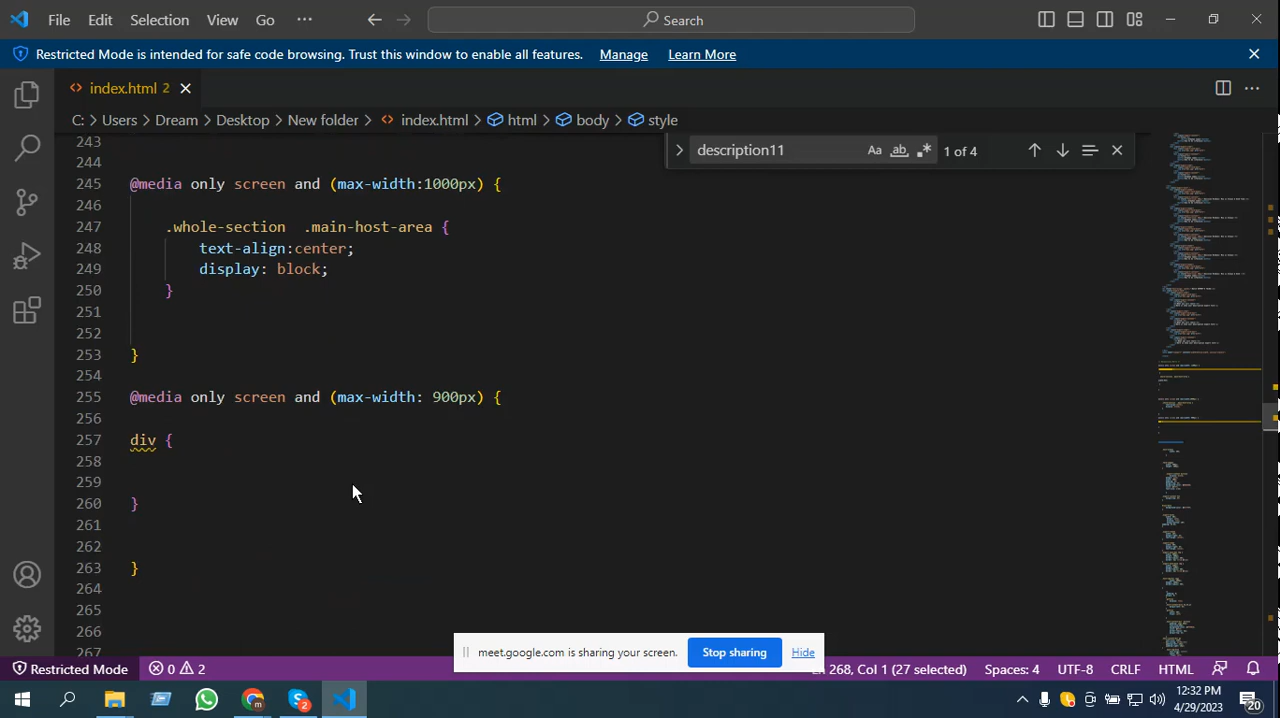 File Edit Selection View Go ··· Search
Restricted Mode is intended for safe code browsing. Trust this window to enable all features. Manage Learn More
index.html 2
C: > Users > Dream > Desktop > New folder > index.html > html > body > style
description11 Aa ab 1 of 4
243
244
245 @media only screen and (max-width:1000px) {
246
247 .whole-section  .main-host-area {
248 text-align:center;
249 display: block;
250 }
251
252
253 }
254
255 @media only screen and (max-width: 900px) {
256
257 div {
258
259
260 }
261
262
263 }
264
265
266
267
meet.google.com is sharing your screen. Stop sharing Hide
Restricted Mode 0 2 Ln 268, Col 1 (27 selected) Spaces: 4 UTF-8 CRLF HTML
2 12:32 PM
4/29/2023 20